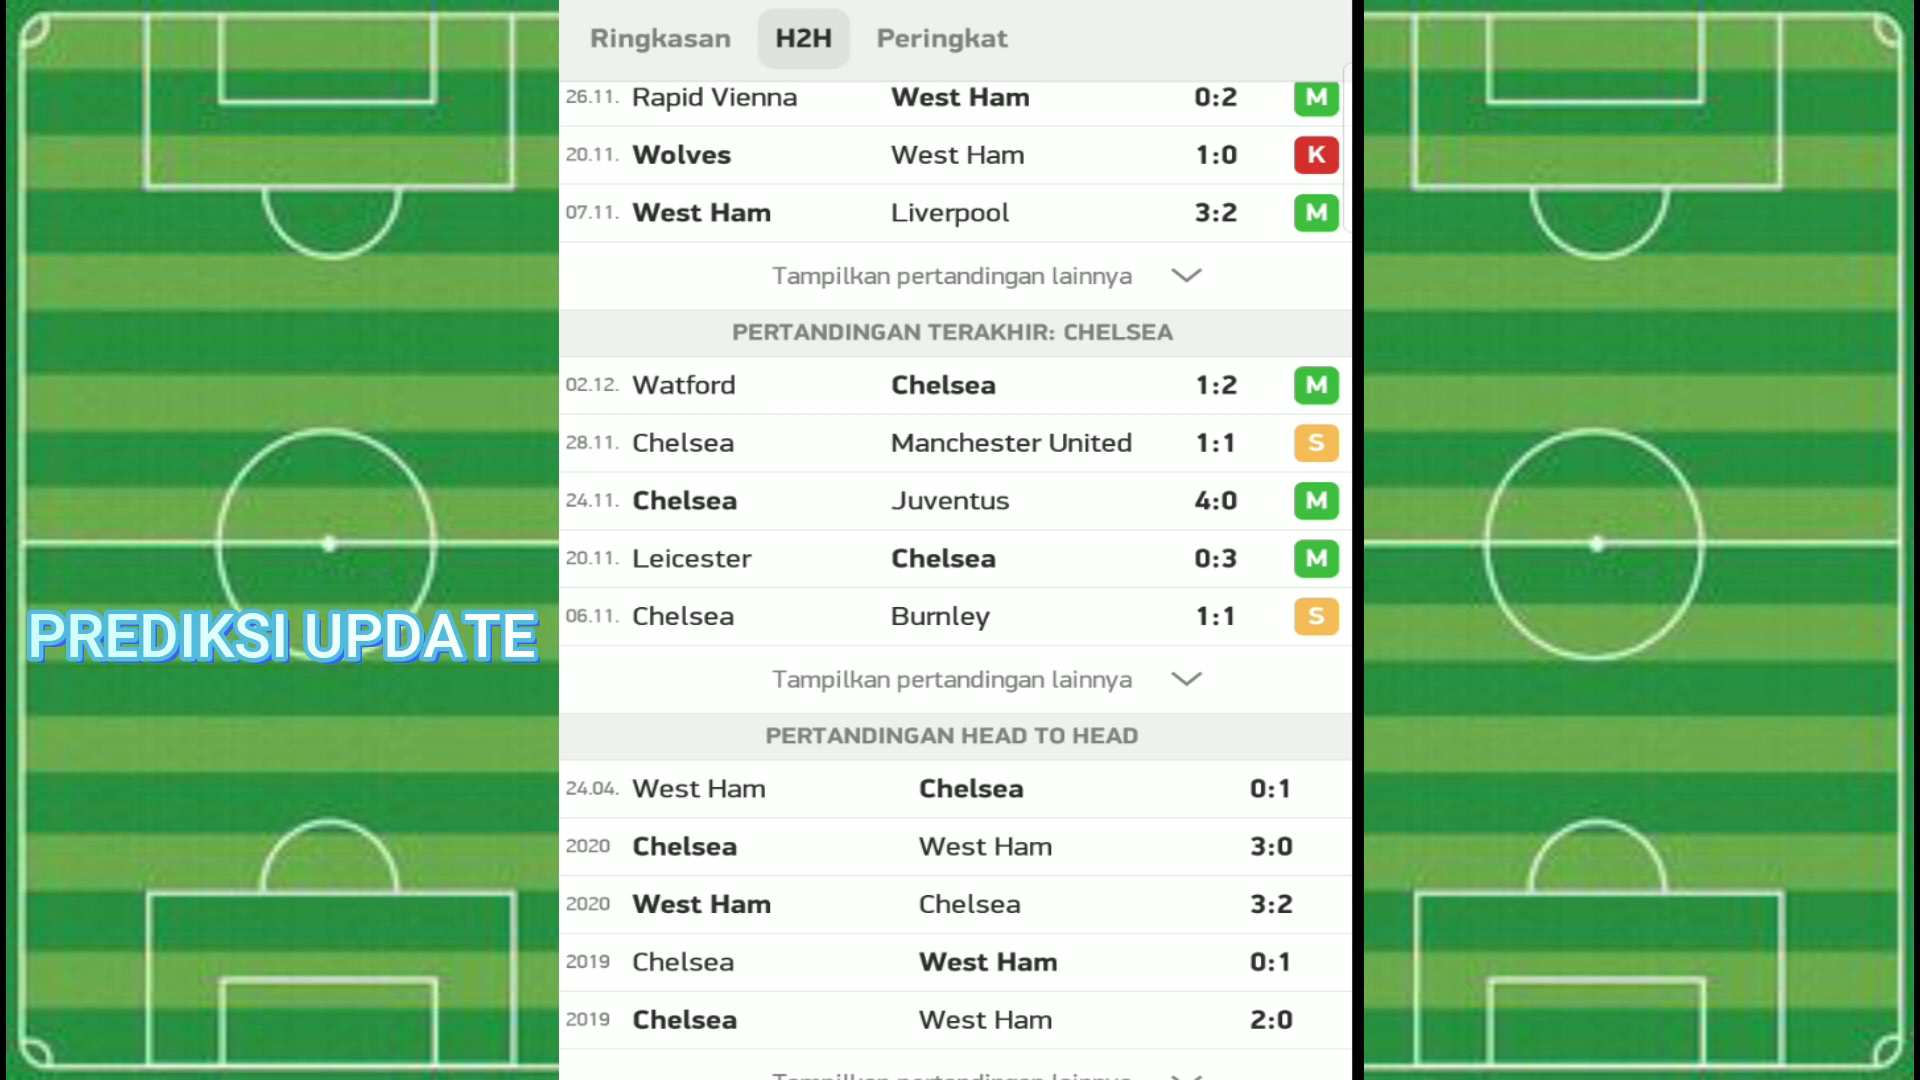 Ringkasan H2H Peringkat
26.11. Rapid Vienna West Ham 0:2 M
20.11. Wolves West Ham 1:0 K
07.11. West Ham Liverpool 3:2 M
Tampilkan pertandingan lainnya
PERTANDINGAN TERAKHIR: CHELSEA
02.12. Watford Chelsea 1:2 M
28.11. Chelsea Manchester United 1:1 S
24.11. Chelsea Juventus 4:0 M
20.11. Leicester Chelsea 0:3 M
06.11. Chelsea Burnley 1:1 S
PREDIKSI UPDATE
Tampilkan pertandingan lainnya
PERTANDINGAN HEAD TO HEAD
24.04. West Ham Chelsea 0:1
2020 Chelsea West Ham 3:0
2020 West Ham Chelsea 3:2
2019 Chelsea West Ham 0:1
2019 Chelsea West Ham 2:0
Tampilkan pertandingan lainnya